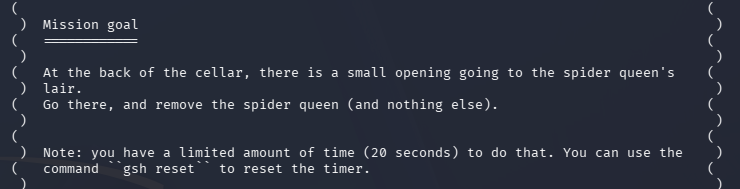 Mission goal
============
At the back of the cellar, there is a small opening going to the spider queen's
lair.
Go there, and remove the spider queen (and nothing else).
Note: you have a limited amount of time (20 seconds) to do that. You can use the
command ``gsh reset`` to reset the timer.